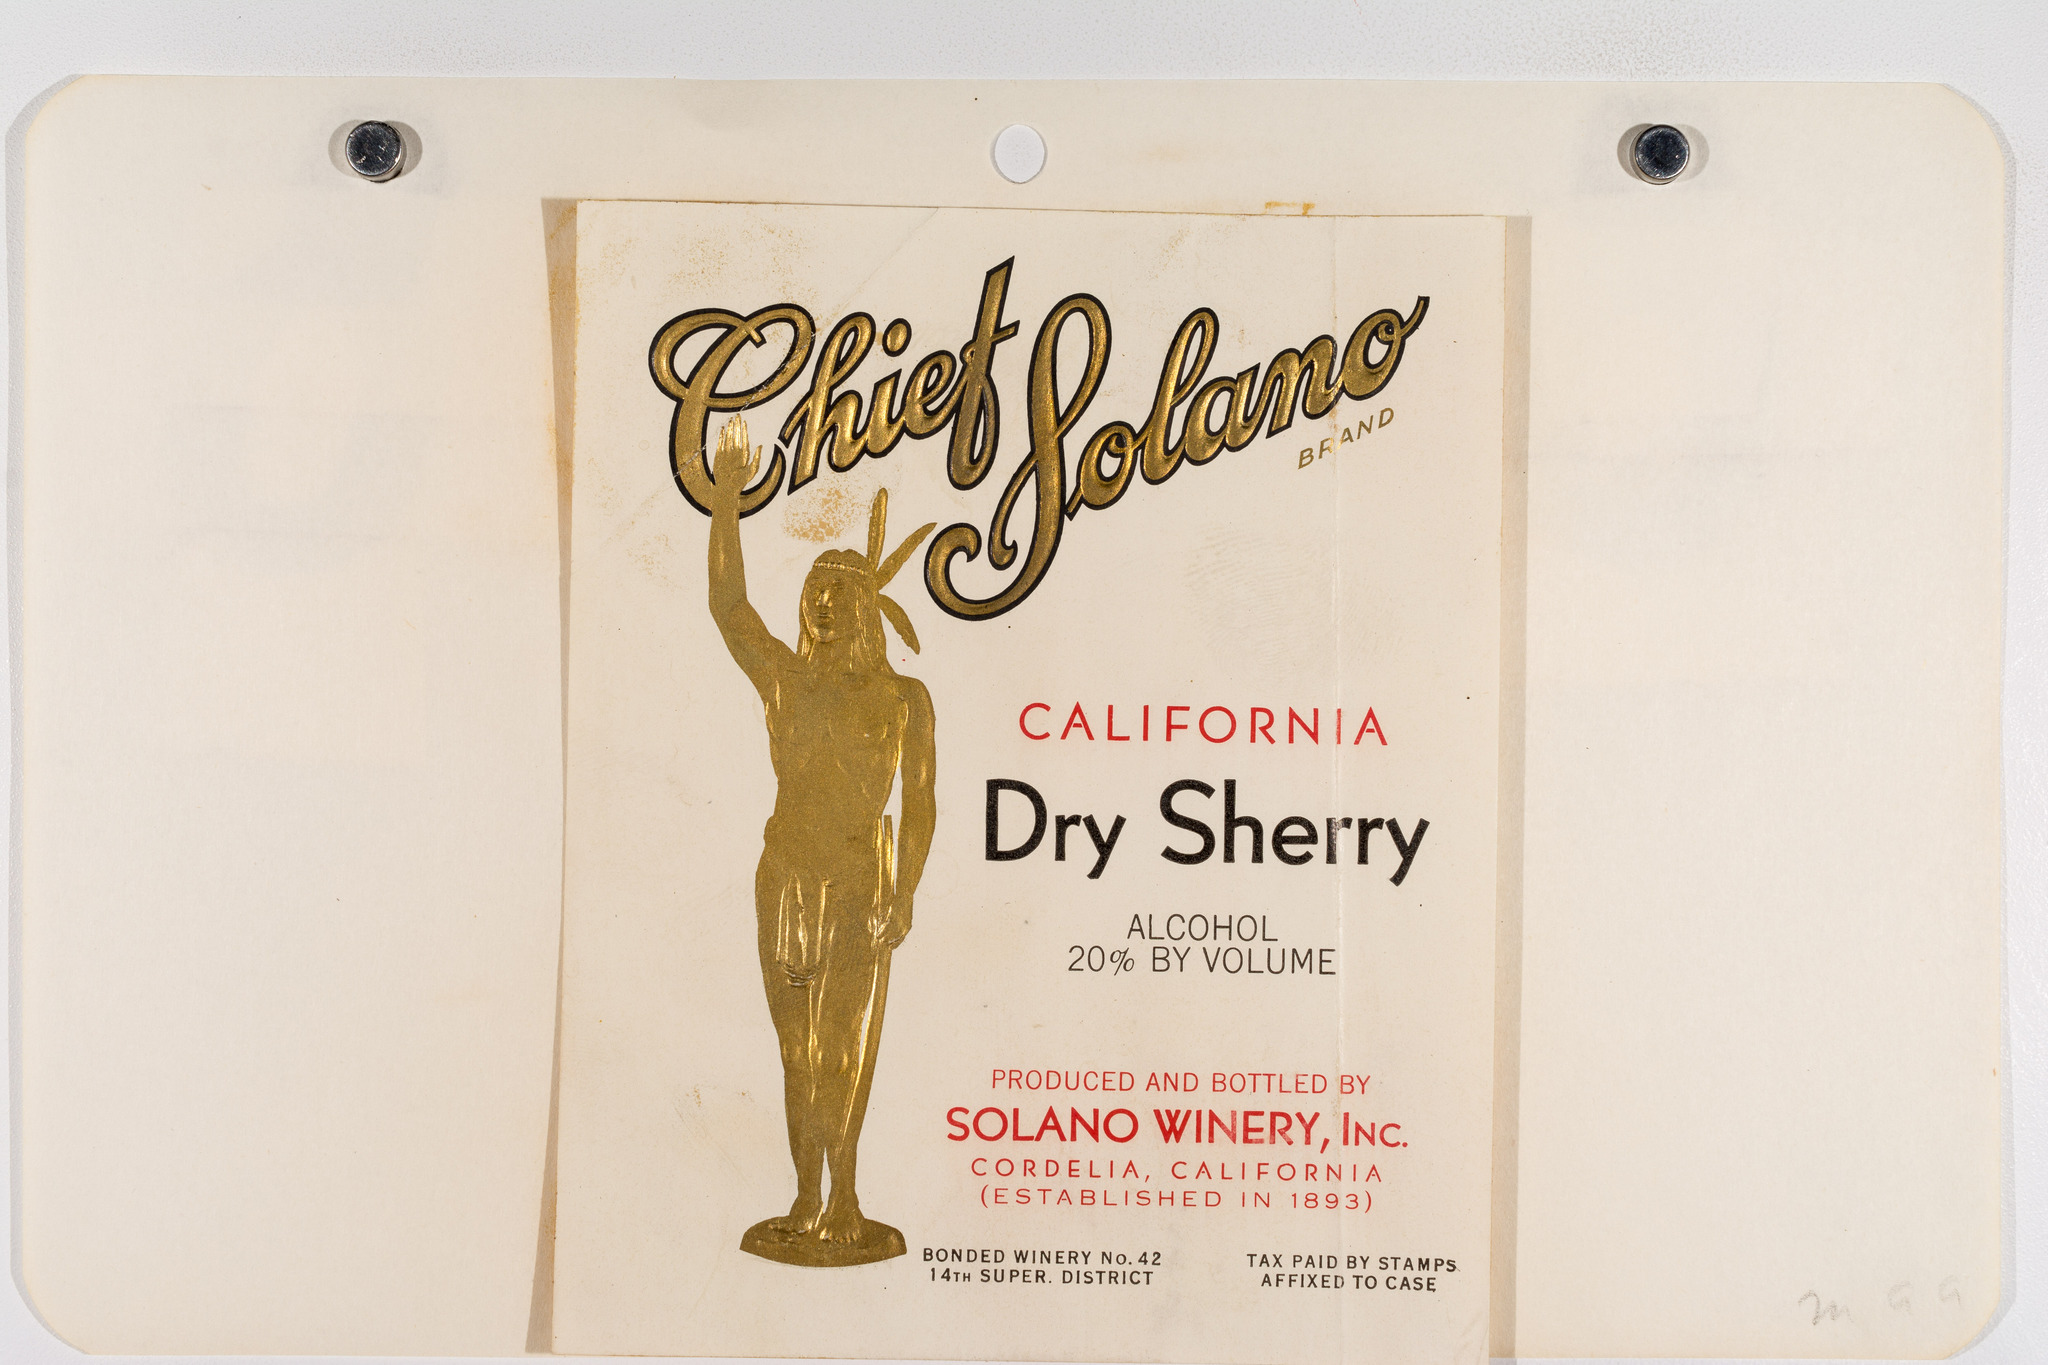 Chief Solano
BRAND
CALIFORNIA
Dry Sherry
ALCOHOL
20% BY VOLUME
PRODUCED AND BOTTLED BY
SOLANO WINERY, INC.
CORDELIA, CALIFORNIA
(ESTABLISHED IN 1893)
BONDED WINERY No. 42
14TH SUPER. DISTRICT
TAX PAID BY STAMPS
AFFIXED TO CASE